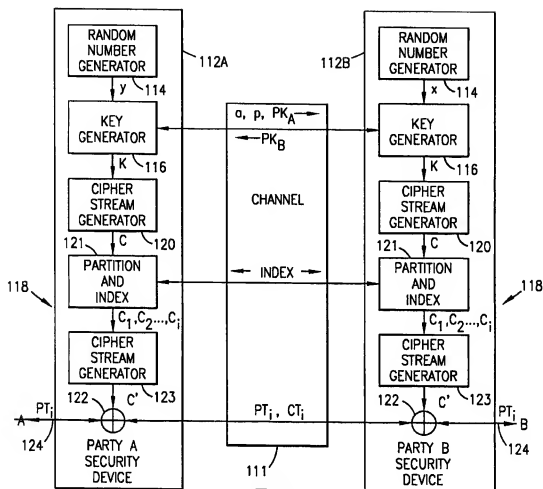 112A
RANDOM
NUMBER
GENERATOR
114
y
KEY
GENERATOR
116
K
CIPHER
STREAM
GENERATOR
120
C
121
PARTITION
AND
INDEX
118
C1,C2...,Ci
CIPHER
STREAM
GENERATOR
123
C'
122
PTi
A
124
PARTY A
SECURITY
DEVICE
a, p, PKA
PKB
CHANNEL
INDEX
PTi, CTi
111
112B
RANDOM
NUMBER
GENERATOR
114
x
KEY
GENERATOR
116
K
CIPHER
STREAM
GENERATOR
120
C
121
PARTITION
AND
INDEX
118
C1,C2...,Ci
CIPHER
STREAM
GENERATOR
123
C'
122
PTi
B
124
PARTY B
SECURITY
DEVICE